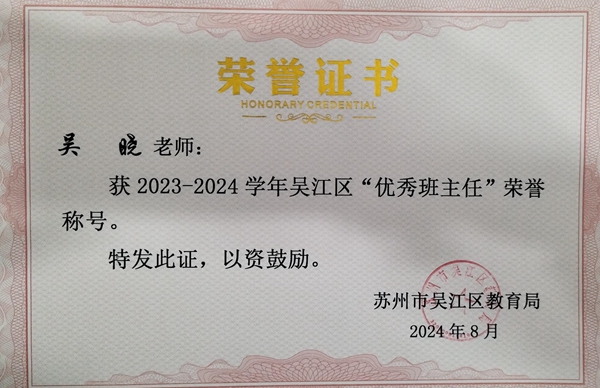 荣誉证书
HONORARY CREDENTIAL
吴 晓 老师：
获 2023-2024 学年吴江区“优秀班主任”荣誉
称号。
特发此证，以资鼓励。
苏州市吴江区教育局
2024 年 8 月